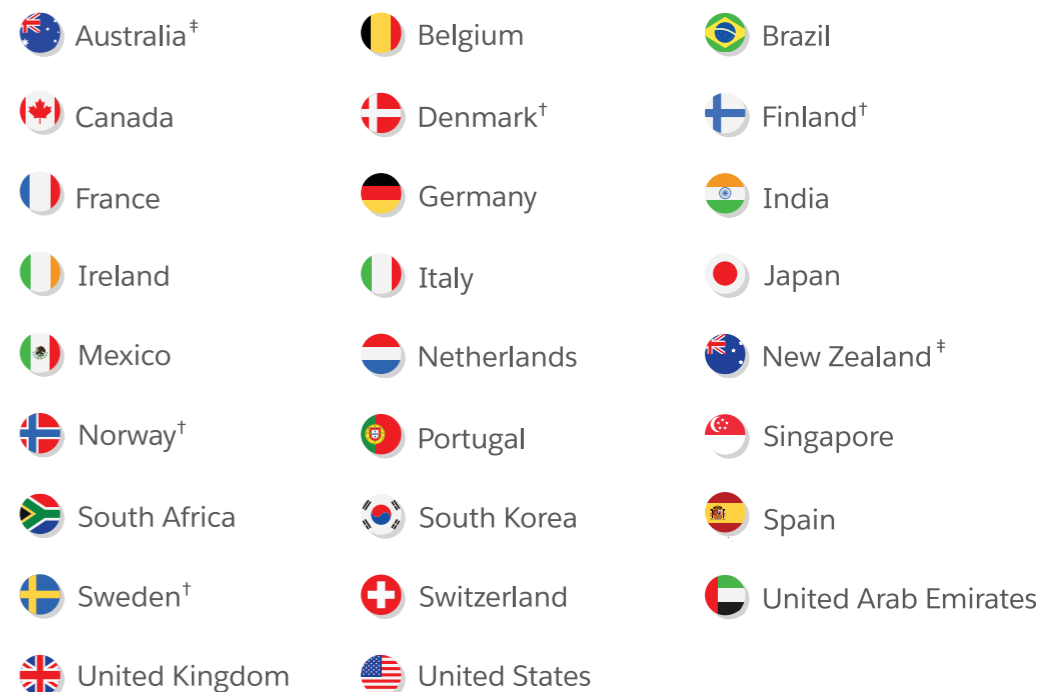 Australia‡ Belgium Brazil
Canada Denmark† Finland†
France Germany India
Ireland Italy Japan
Mexico Netherlands New Zealand‡
Norway† Portugal Singapore
South Africa South Korea Spain
Sweden† Switzerland United Arab Emirates
United Kingdom United States